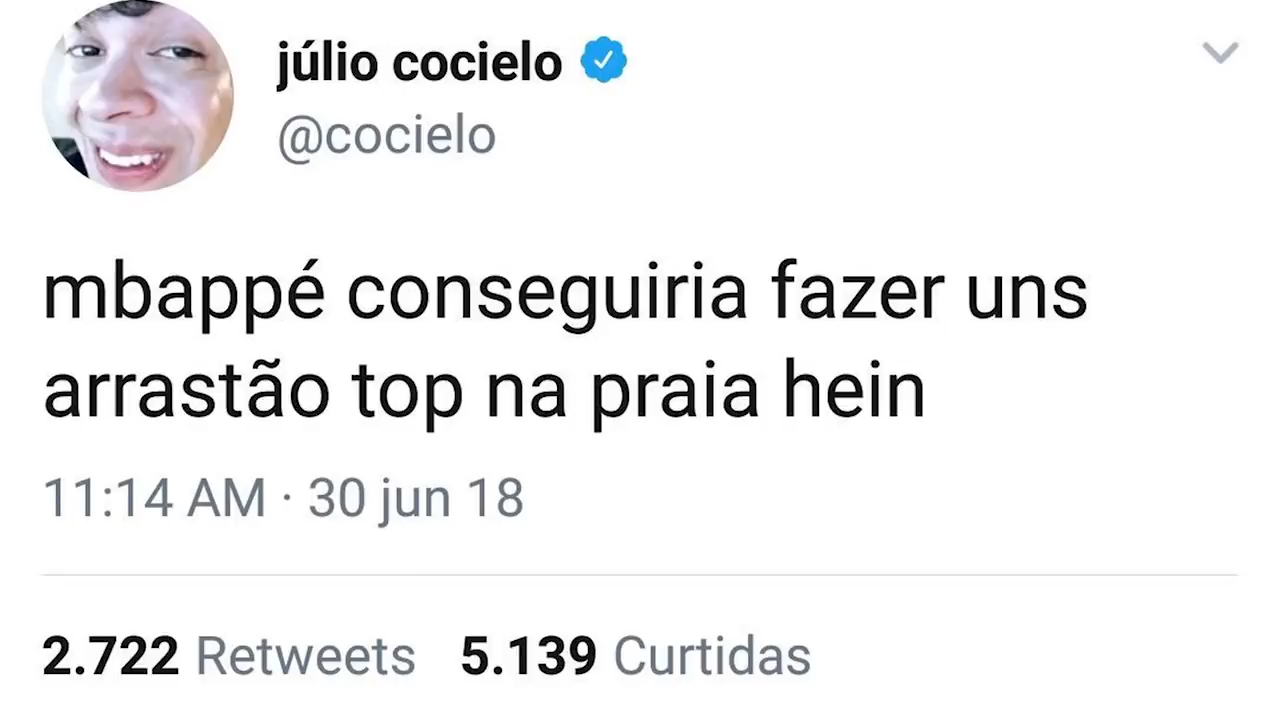 júlio cocielo
@cocielo
mbappé conseguiria fazer uns
arrastão top na praia hein
11:14 AM · 30 jun 18
2.722 Retweets 5.139 Curtidas